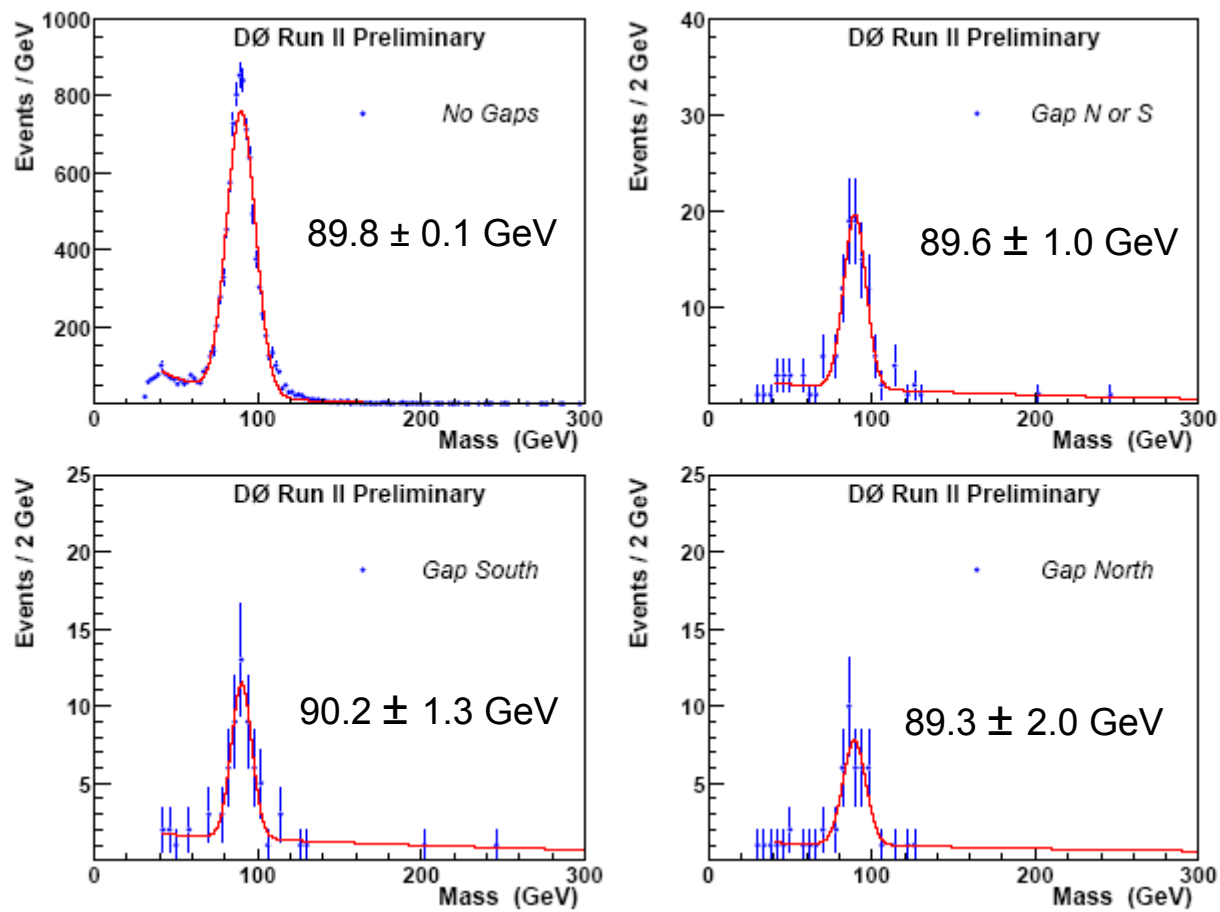 DØ Run II Preliminary
No Gaps
89.8 ± 0.1 GeV
Events / GeV
1000
800
600
400
200
0 100 200 300
Mass (GeV)
DØ Run II Preliminary
Gap N or S
89.6 ± 1.0 GeV
Events / 2 GeV
40
30
20
10
0 100 200 300
Mass (GeV)
DØ Run II Preliminary
Gap South
90.2 ± 1.3 GeV
Events / 2 GeV
25
20
15
10
5
0 100 200 300
Mass (GeV)
DØ Run II Preliminary
Gap North
89.3 ± 2.0 GeV
Events / 2 GeV
25
20
15
10
5
0 100 200 300
Mass (GeV)